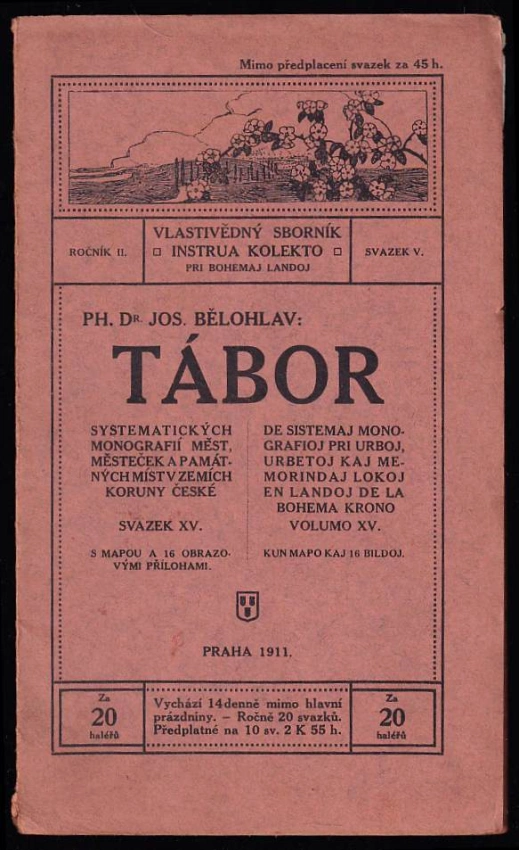 Mimo předplacení svazek za 45 h.
ROČNÍK II.
VLASTIVĚDNÝ SBORNÍK
INSTRUA KOLEKTO
PRI BOHEMAJ LANDOJ
SVAZEK V.
PH. DR. JOS. BĚLOHLAV:
TÁBOR
SYSTEMATICKÝCH
MONOGRAFIÍ MĚST,
MĚSTEČEK A PAMÁT-
NÝCH MÍST V ZEMÍCH
KORUNY ČESKÉ
SVAZEK XV.
S MAPOU A 16 OBRAZO-
VÝMI PŘÍLOHAMI.
DE SISTEMAJ MONO-
GRAFIOJ PRI URBOJ,
URBETOJ KAJ ME-
MORINDAJ LOKOJ
EN LANDOJ DE LA
BOHEMA KRONO
VOLUMO XV.
KUN MAPO KAJ 16 BILDOJ.
PRAHA 1911.
Za
20
haléřů
Vychází 14denně mimo hlavní
prázdniny. – Ročně 20 svazků.
Předplatné na 10 sv. 2 K 55 h.
Za
20
haléřů